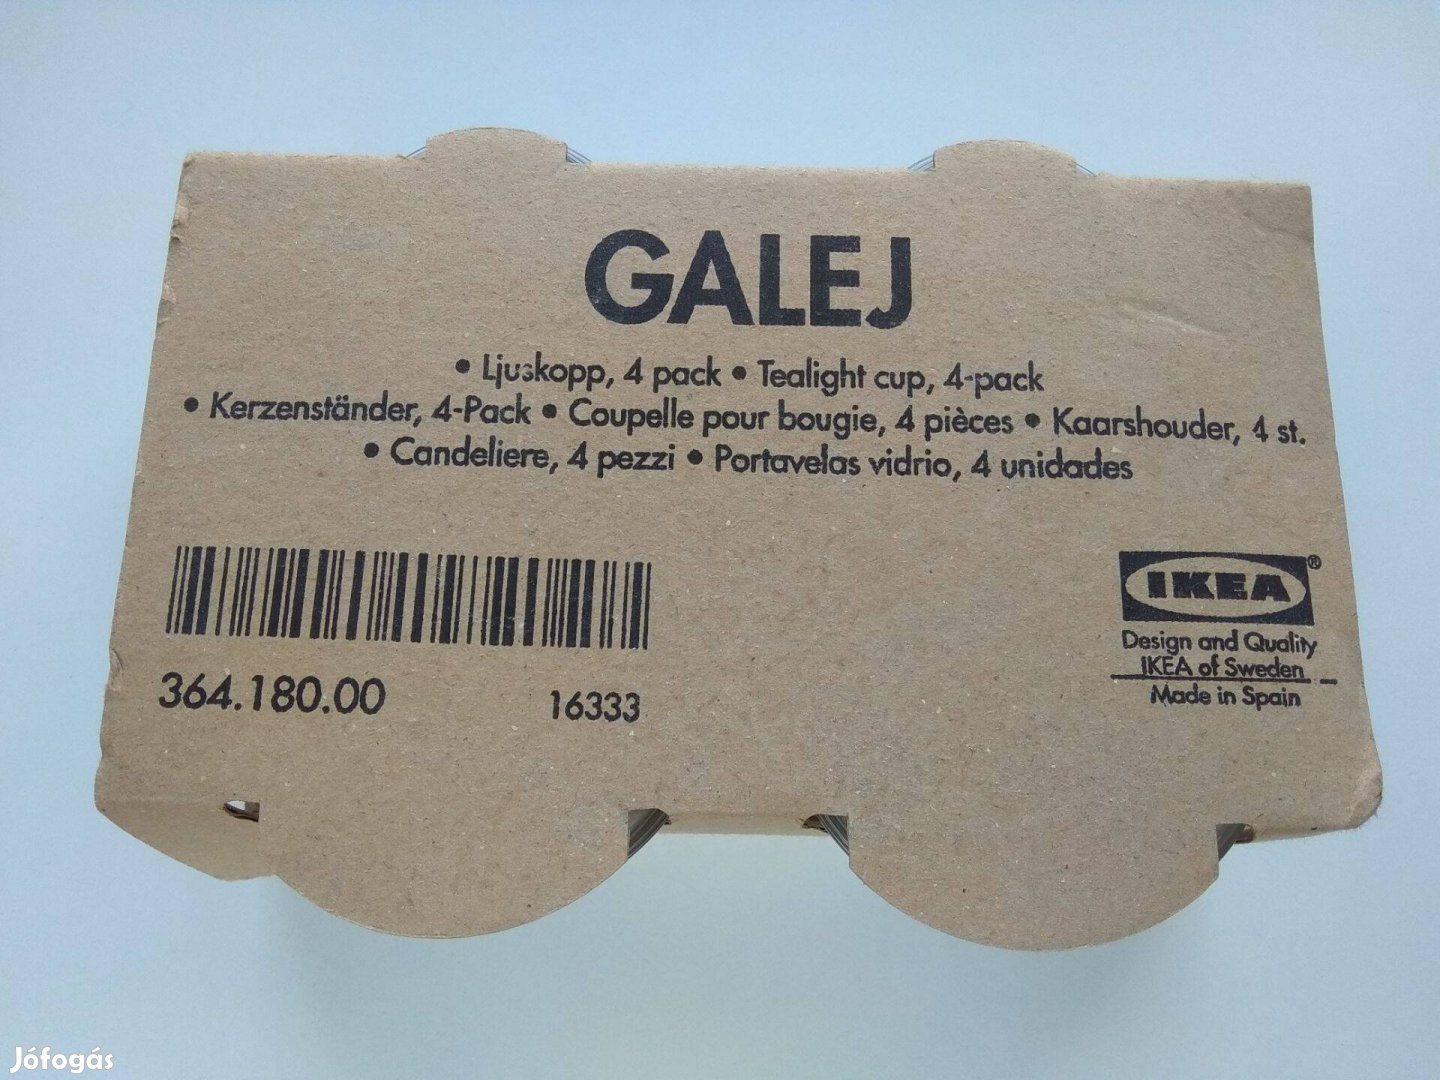 GALEJ
• Ljuskopp, 4 pack • Tealight cup, 4-pack
• Kerzenständer, 4-Pack • Coupelle pour bougie, 4 pièces • Kaarshouder, 4 st.
• Candeliere, 4 pezzi • Portavelas vidrio, 4 unidades
364.180.00
16333
IKEA®
Design and Quality
IKEA of Sweden
Made in Spain
Jófogás